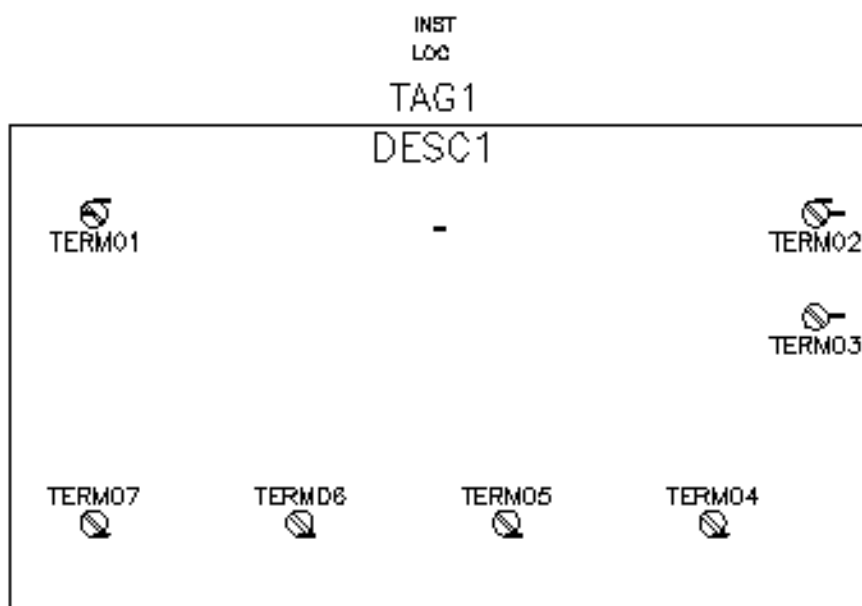 INST
LOC
TAG1
DESC1
TERM01
TERM02
TERM03
TERM07 TERM06 TERM05 TERM04